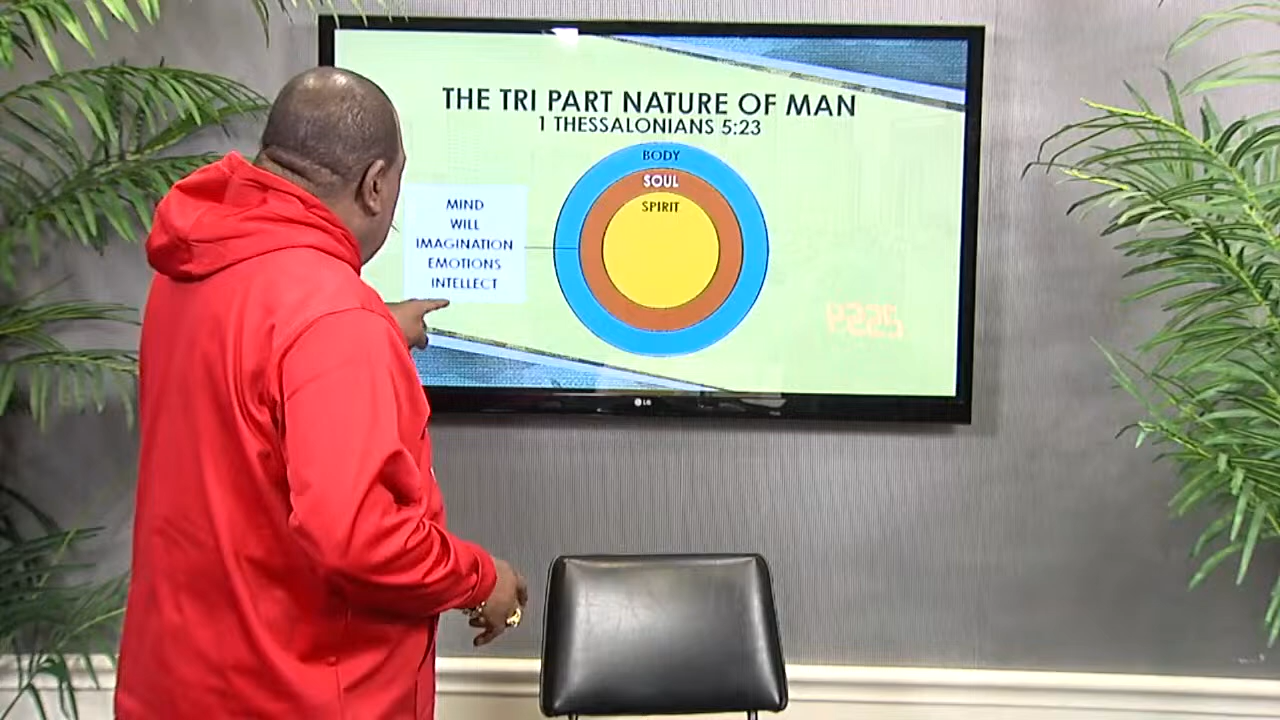 THE TRI PART NATURE OF MAN
1 THESSALONIANS 5:23
BODY
SOUL
SPIRIT
MIND
WILL
IMAGINATION
EMOTIONS
INTELLECT
LG